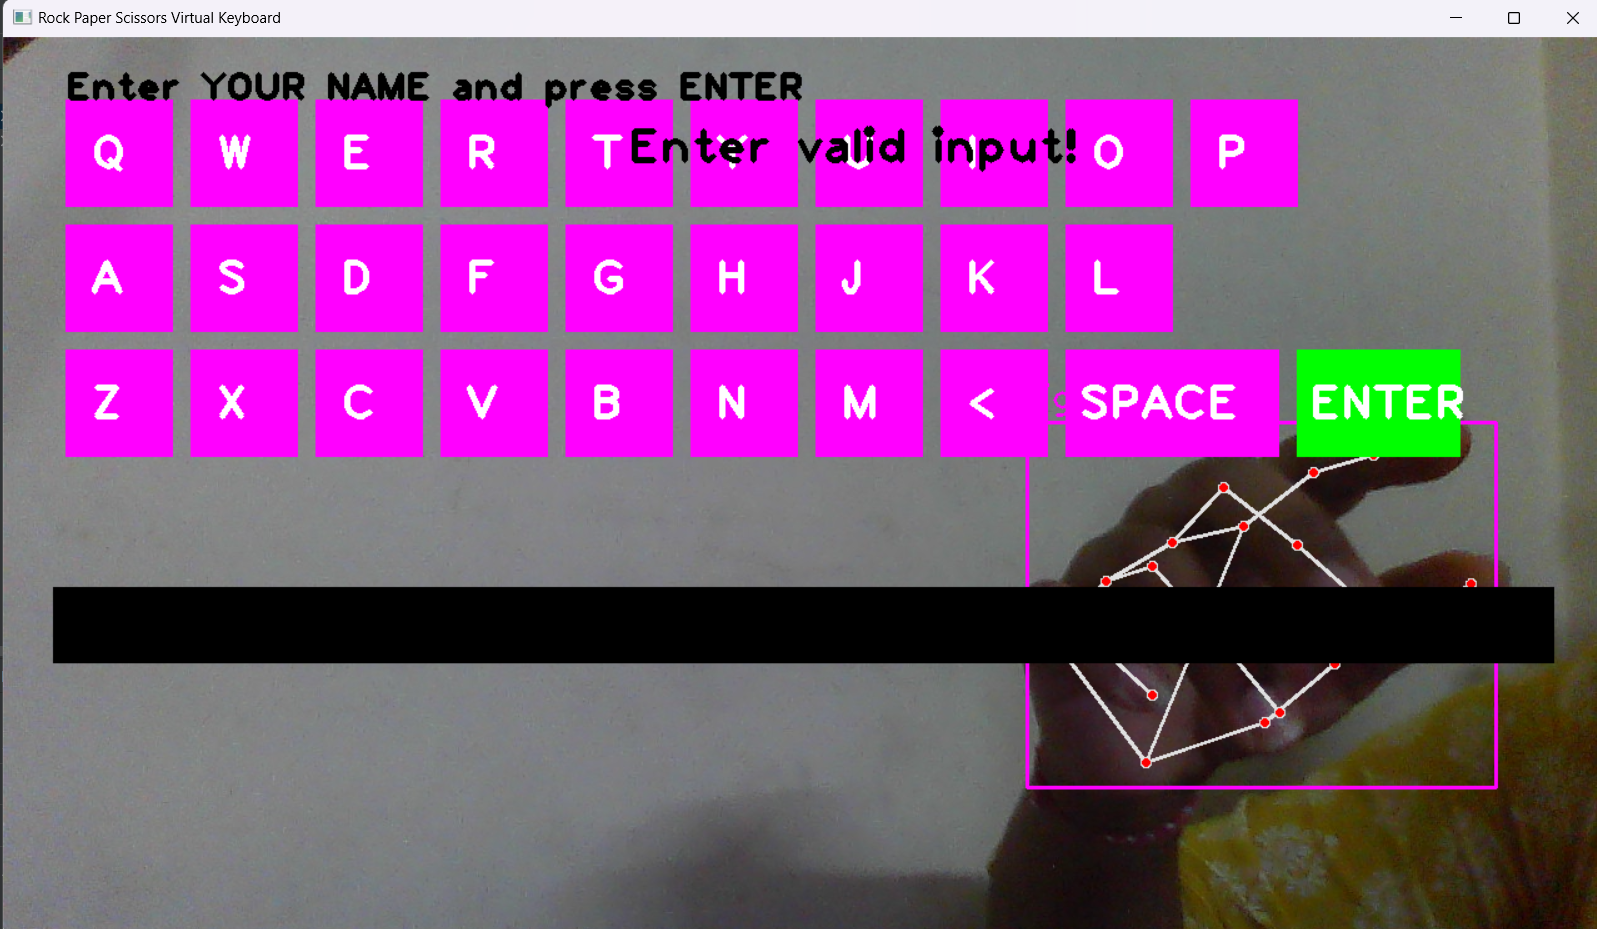 Rock Paper Scissors Virtual Keyboard
Enter YOUR NAME and press ENTER
Enter valid input!
Q W E R T Y U I O P
A S D F G H J K L
Z X C V B N M < SPACE ENTER